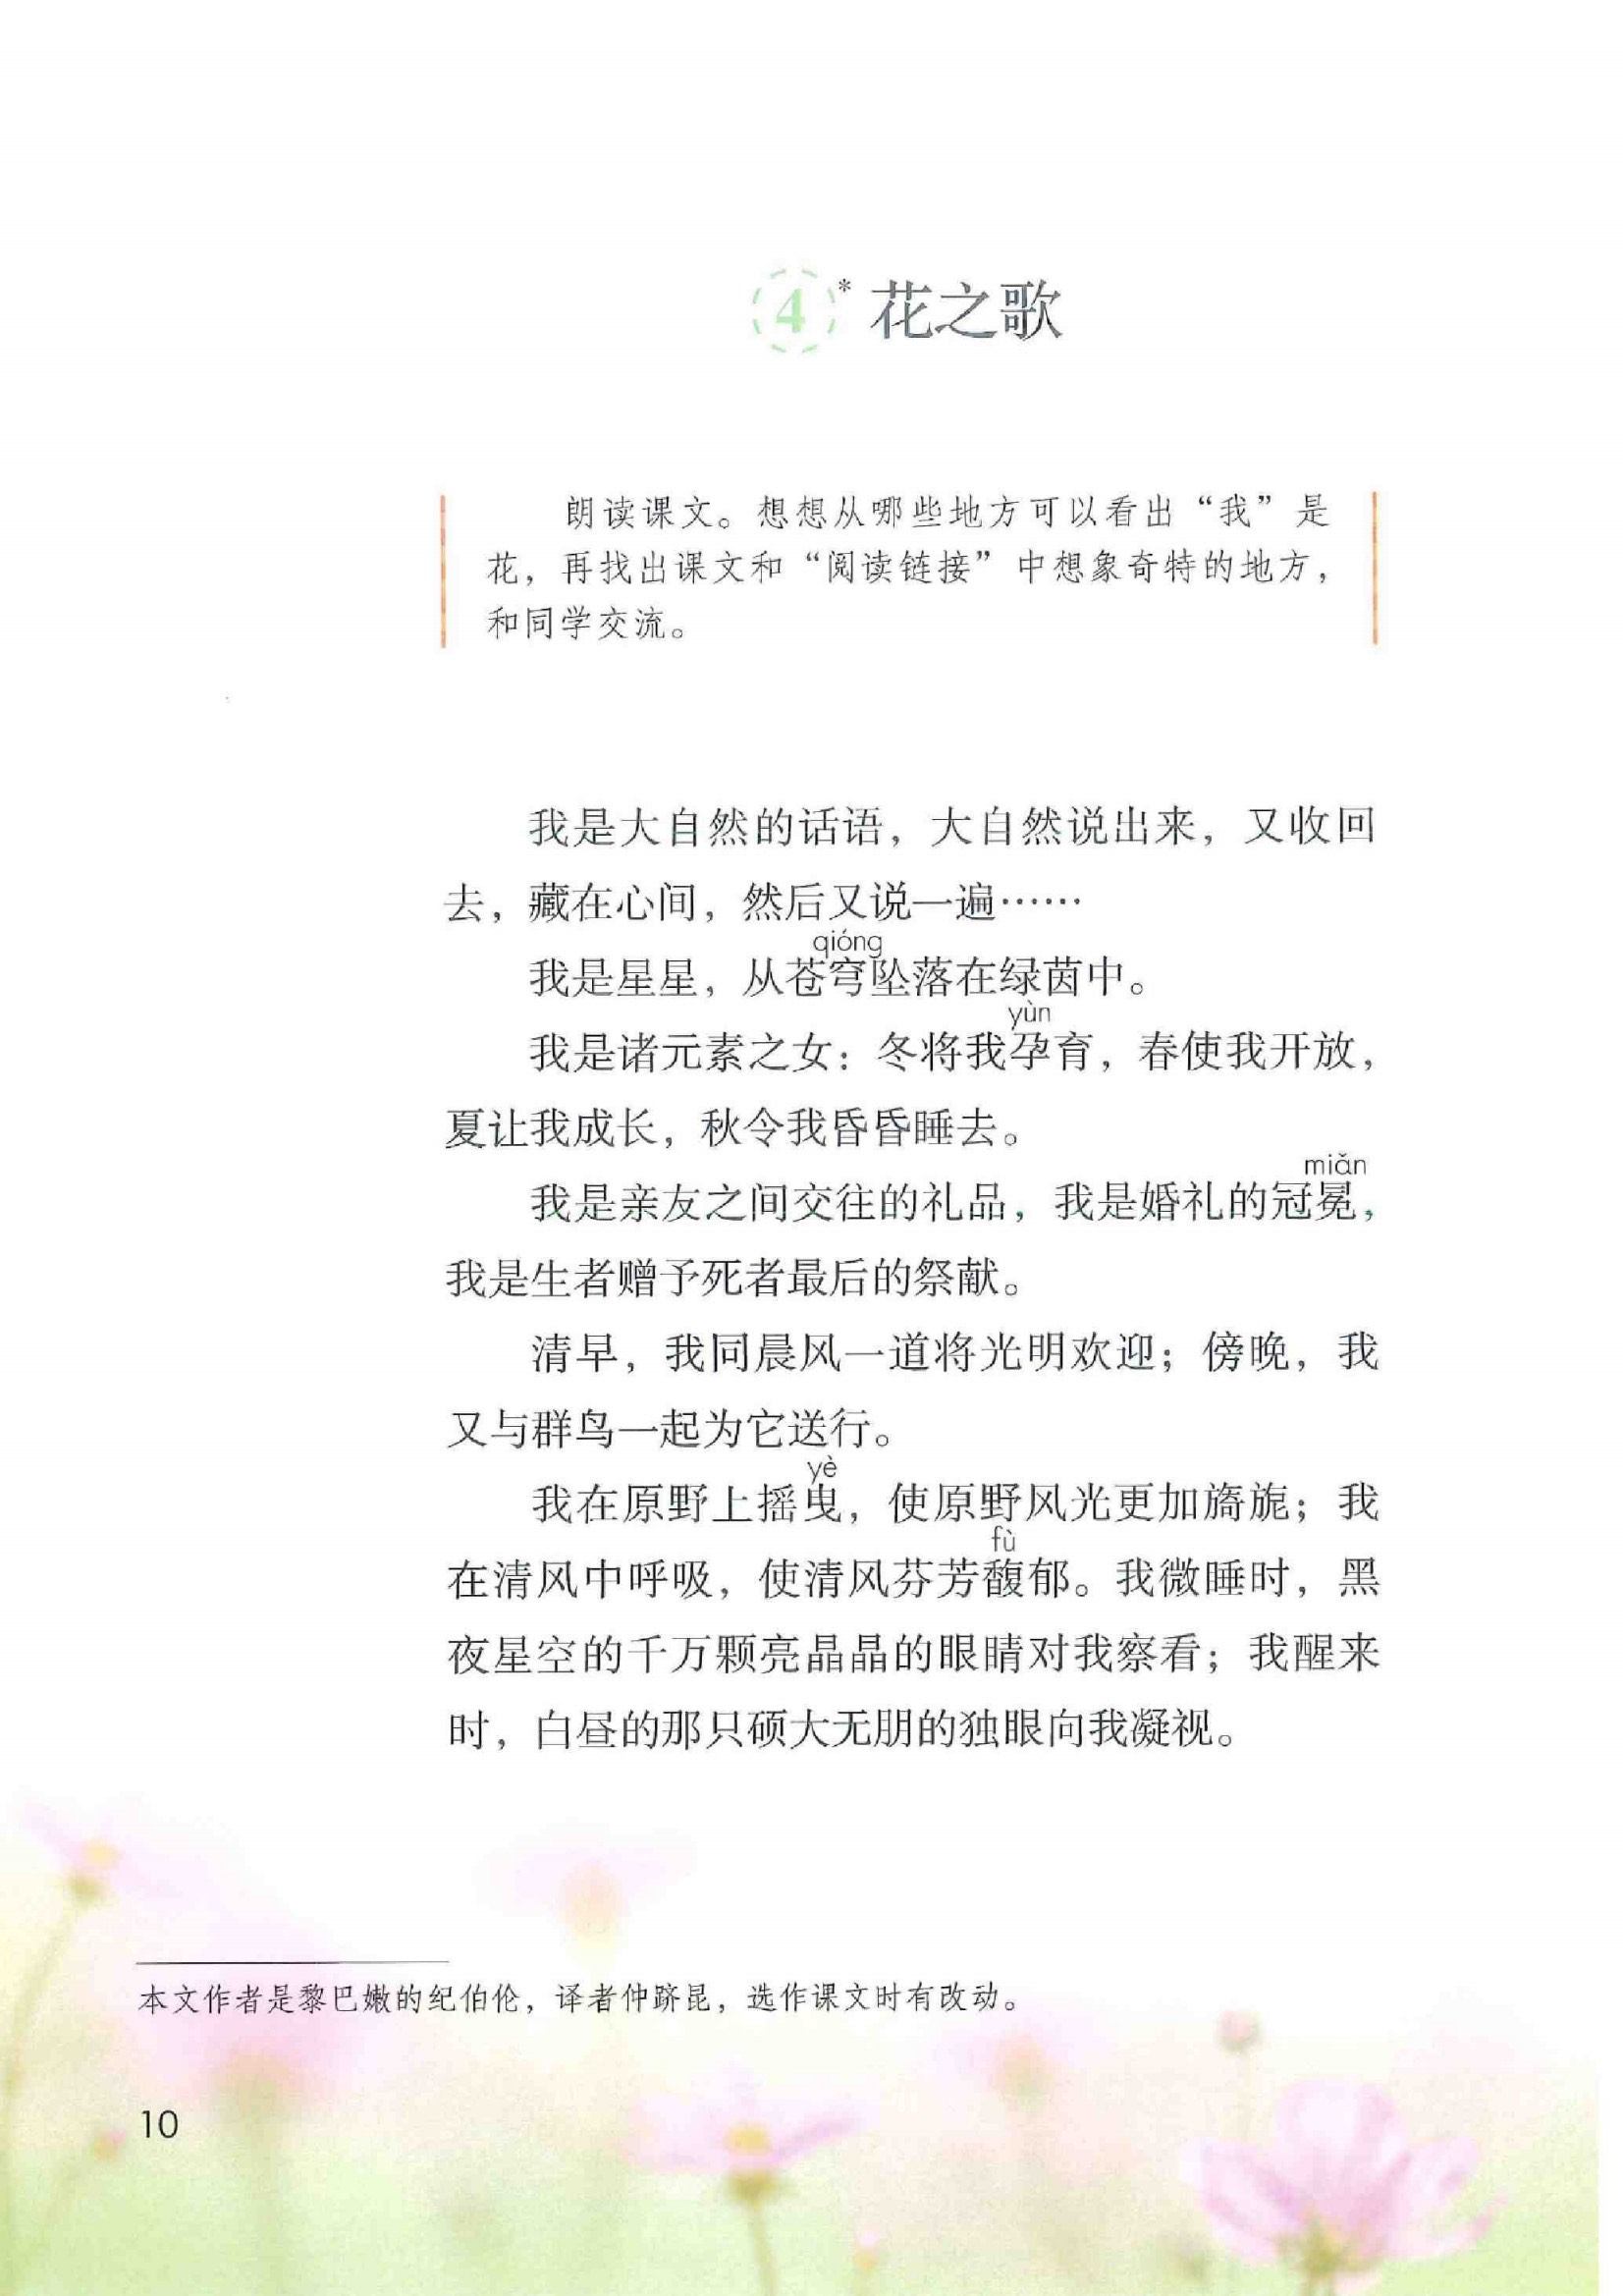 4* 花之歌
朗读课文。想想从哪些地方可以看出“我”是
花，再找出课文和“阅读链接”中想象奇特的地方，
和同学交流。
我是大自然的话语，大自然说出来，又收回
去，藏在心间，然后又说一遍……
qióng
我是星星，从苍穹坠落在绿茵中。
yùn
我是诸元素之女：冬将我孕育，春使我开放，
夏让我成长，秋令我昏昏睡去。
miǎn
我是亲友之间交往的礼品，我是婚礼的冠冕，
我是生者赠予死者最后的祭献。
清早，我同晨风一道将光明欢迎；傍晚，我
又与群鸟一起为它送行。
yè
我在原野上摇曳，使原野风光更加旖旎；我
fù
在清风中呼吸，使清风芬芳馥郁。我微睡时，黑
夜星空的千万颗亮晶晶的眼睛对我察看；我醒来
时，白昼的那只硕大无朋的独眼向我凝视。
本文作者是黎巴嫩的纪伯伦，译者仲跻昆，选作课文时有改动。
10